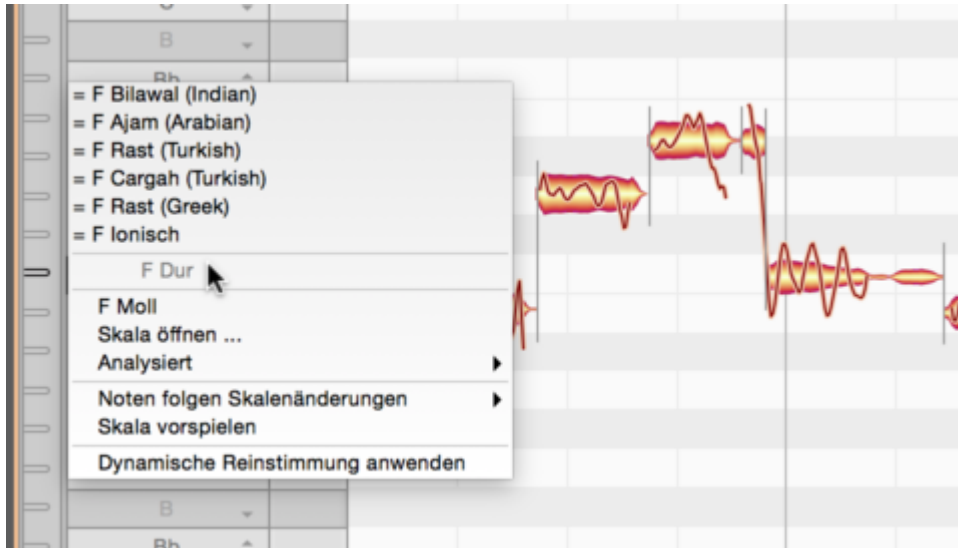 B
Bb
= F Bilawal (Indian)
= F Ajam (Arabian)
= F Rast (Turkish)
= F Cargah (Turkish)
= F Rast (Greek)
= F Ionisch
F Dur
F Moll
Skala öffnen ...
Analysiert
Noten folgen Skalenänderungen
Skala vorspielen
Dynamische Reinstimmung anwenden
B
Bb